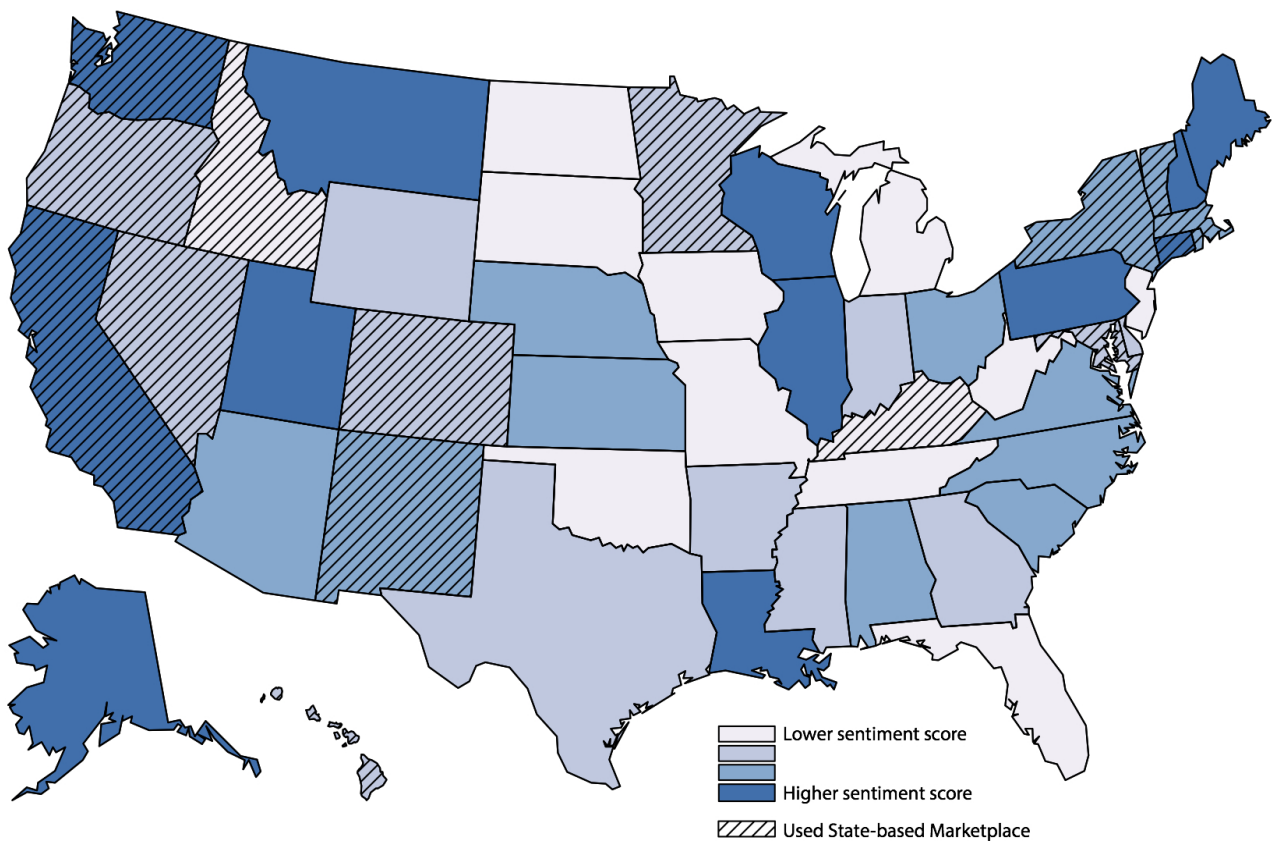 Lower sentiment score
Higher sentiment score
Used State-based Marketplace